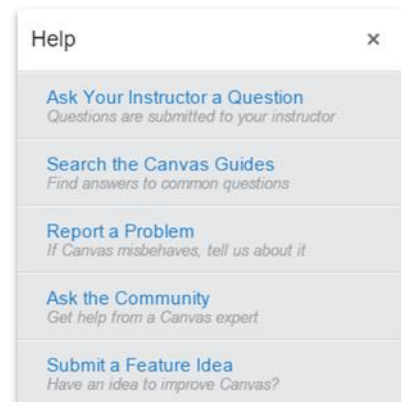 Help ×
Ask Your Instructor a Question
Questions are submitted to your instructor
Search the Canvas Guides
Find answers to common questions
Report a Problem
If Canvas misbehaves, tell us about it
Ask the Community
Get help from a Canvas expert
Submit a Feature Idea
Have an idea to improve Canvas?